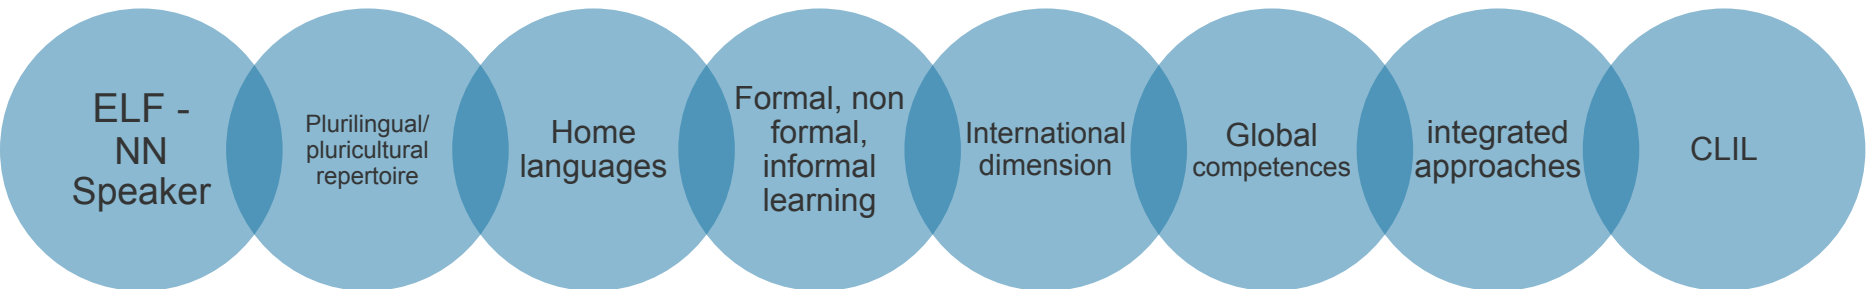 ELF -
NN
Speaker
Plurilingual/
pluricultural
repertoire
Home
languages
Formal, non
formal,
informal
learning
International
dimension
Global
competences
integrated
approaches
CLIL